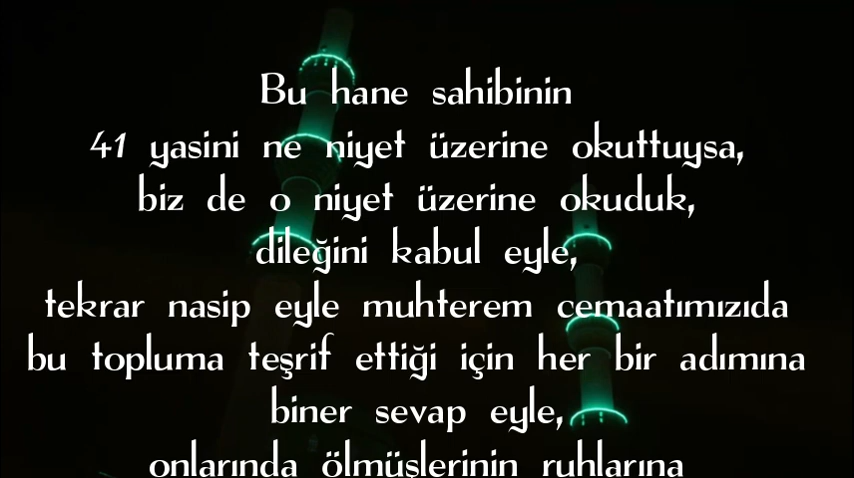 Bu hane sahibinin
41 yasini ne niyet üzerine okuttuysa,
biz de o niyet üzerine okuduk,
dileğini kabul eyle,
tekrar nasip eyle muhterem cemaatımızıda
bu topluma teşrif ettiği için her bir adımına
biner sevap eyle,
onlarında ölmüşlerinin ruhlarına